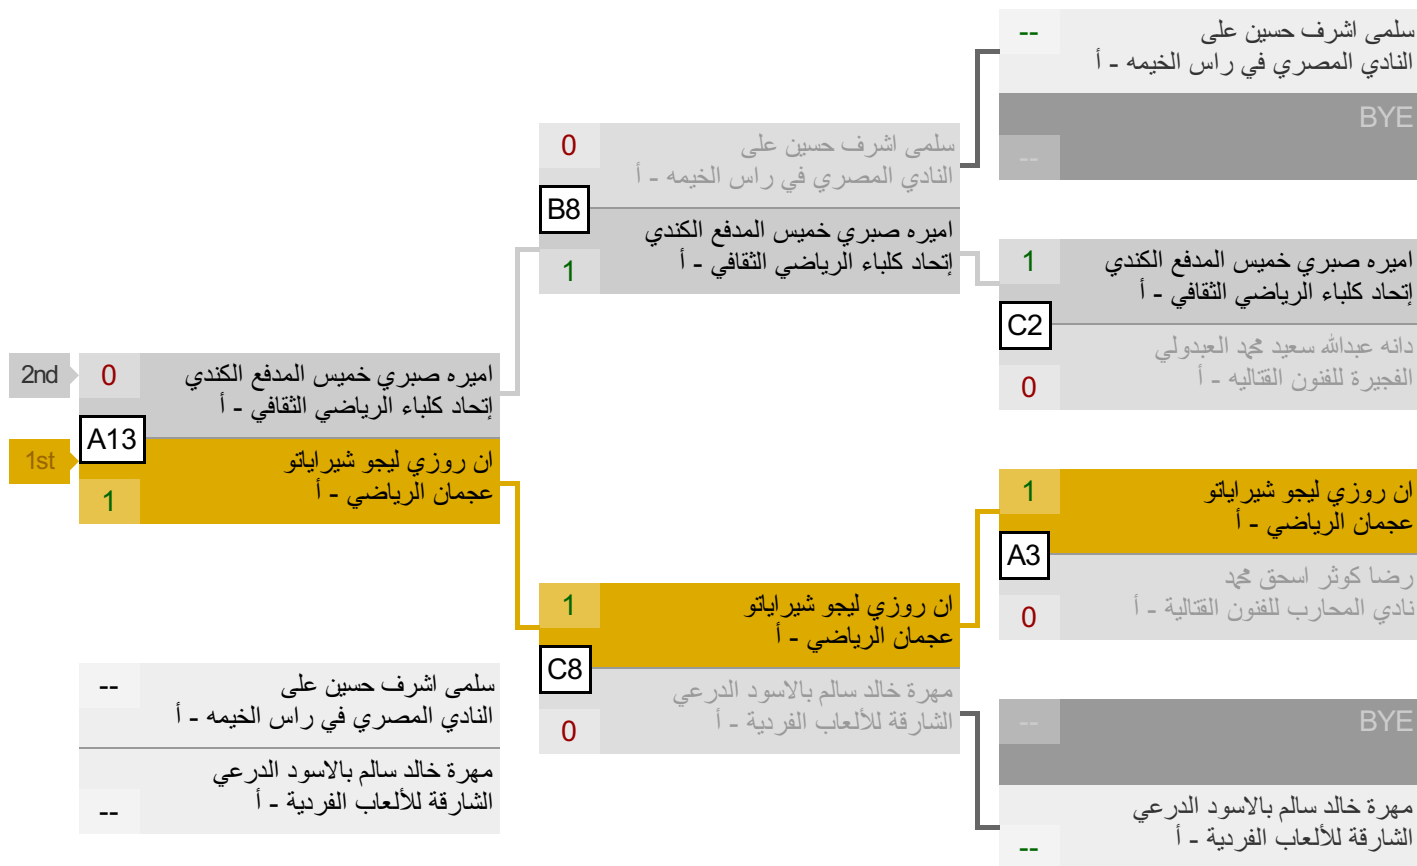 --
سلمى اشرف حسين على
النادي المصري في راس الخيمه - أ
BYE
--
0
سلمى اشرف حسين على
النادي المصري في راس الخيمه - أ
B8
اميره صبري خميس المدفع الكندي
إتحاد كلباء الرياضي الثقافي - أ
1
1
اميره صبري خميس المدفع الكندي
إتحاد كلباء الرياضي الثقافي - أ
C2
دانه عبدالله سعيد محمد العبدولي
الفجيرة للفنون القتاليه - أ
0
2nd
0
اميره صبري خميس المدفع الكندي
إتحاد كلباء الرياضي الثقافي - أ
A13
1st
ان روزي ليجو شيراياتو
عجمان الرياضي - أ
1
1
ان روزي ليجو شيراياتو
عجمان الرياضي - أ
A3
رضا كوثر اسحق محمد
نادي المحارب للفنون القتالية - أ
0
1
ان روزي ليجو شيراياتو
عجمان الرياضي - أ
C8
مهرة خالد سالم بالاسود الدرعي
الشارقة للألعاب الفردية - أ
0
--
سلمى اشرف حسين على
النادي المصري في راس الخيمه - أ
مهرة خالد سالم بالاسود الدرعي
الشارقة للألعاب الفردية - أ
--
--
BYE
مهرة خالد سالم بالاسود الدرعي
الشارقة للألعاب الفردية - أ
--